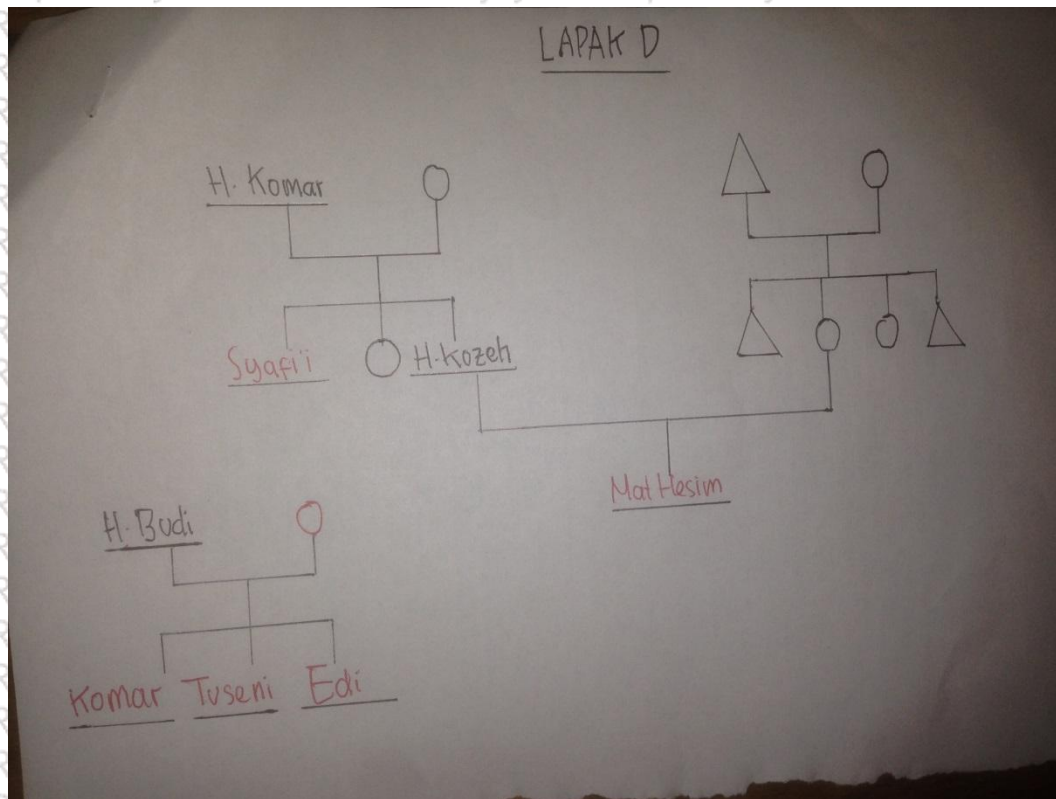 LAPAK D
H. Komar
Syafi'i
H. Kozeh
Mat Hesim
H. Budi
Komar Tuseni Edi